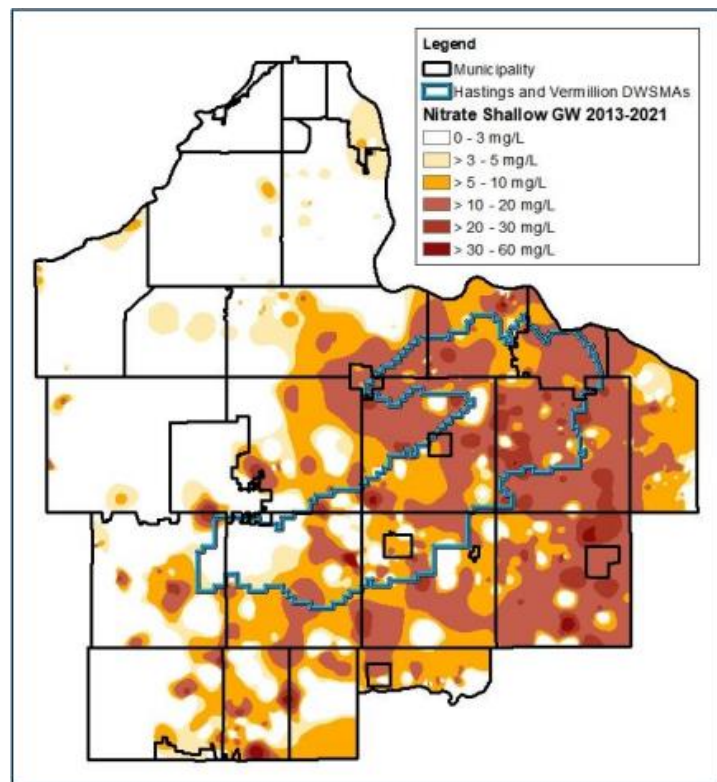 Legend
Municipality
Hastings and Vermillion DWSMAs
Nitrate Shallow GW 2013-2021
0 - 3 mg/L
> 3 - 5 mg/L
> 5 - 10 mg/L
> 10 - 20 mg/L
> 20 - 30 mg/L
> 30 - 60 mg/L